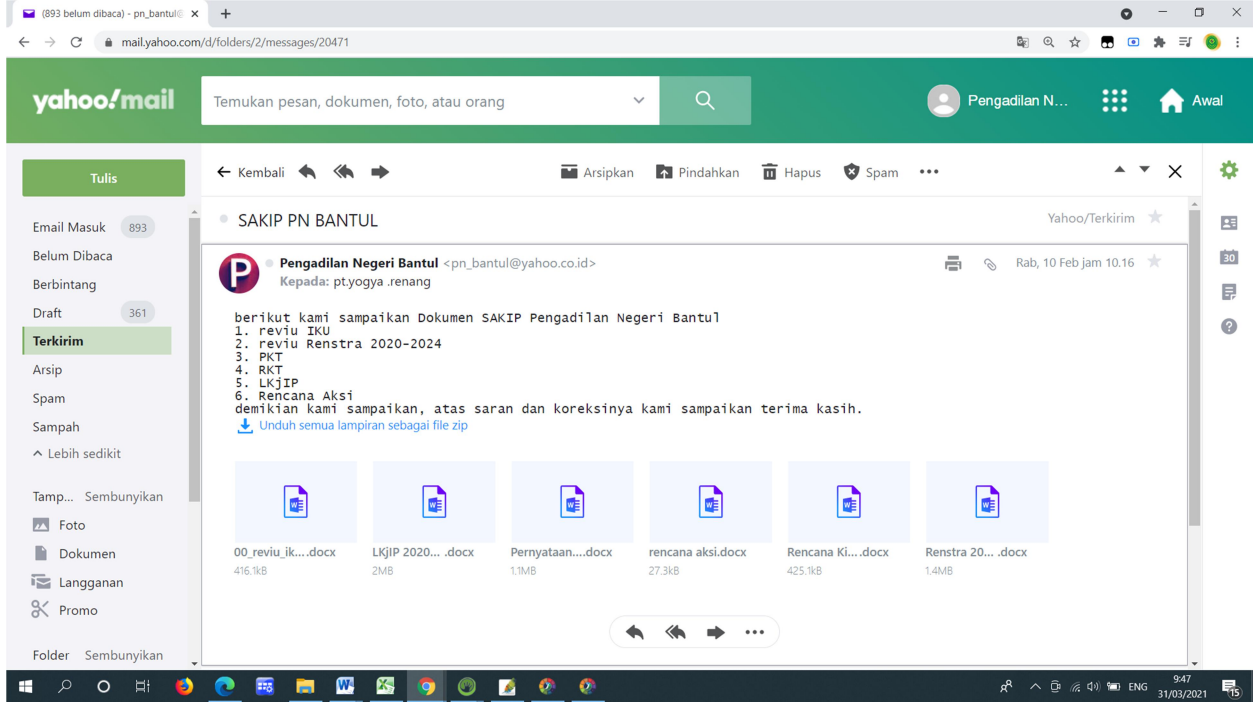 (893 belum dibaca) - pn_bantul@
mail.yahoo.com/d/folders/2/messages/20471
yahoo!mail
Temukan pesan, dokumen, foto, atau orang
Pengadilan N...
Awal
Tulis
Kembali
Arsipkan
Pindahkan
Hapus
Spam
Email Masuk 893
Belum Dibaca
Berbintang
Draft 361
Terkirim
Arsip
Spam
Sampah
Lebih sedikit
Tamp... Sembunyikan
Foto
Dokumen
Langganan
Promo
Folder Sembunyikan
SAKIP PN BANTUL
Yahoo/Terkirim
P
Pengadilan Negeri Bantul <pn_bantul@yahoo.co.id>
Rab, 10 Feb jam 10.16
Kepada: pt.yogya .renang
berikut kami sampaikan Dokumen SAKIP Pengadilan Negeri Bantul
1. reviu IKU
2. reviu Renstra 2020-2024
3. PKT
4. RKT
5. LKjIP
6. Rencana Aksi
demikian kami sampaikan, atas saran dan koreksinya kami sampaikan terima kasih.
Unduh semua lampiran sebagai file zip
00_reviu_ik....docx
416.1kB
LKjIP 2020... .docx
2MB
Pernyataan....docx
1.1MB
rencana aksi.docx
27.3kB
Rencana Ki... .docx
425.1kB
Renstra 20... .docx
1.4MB
30
ENG
9:47
31/03/2021
15